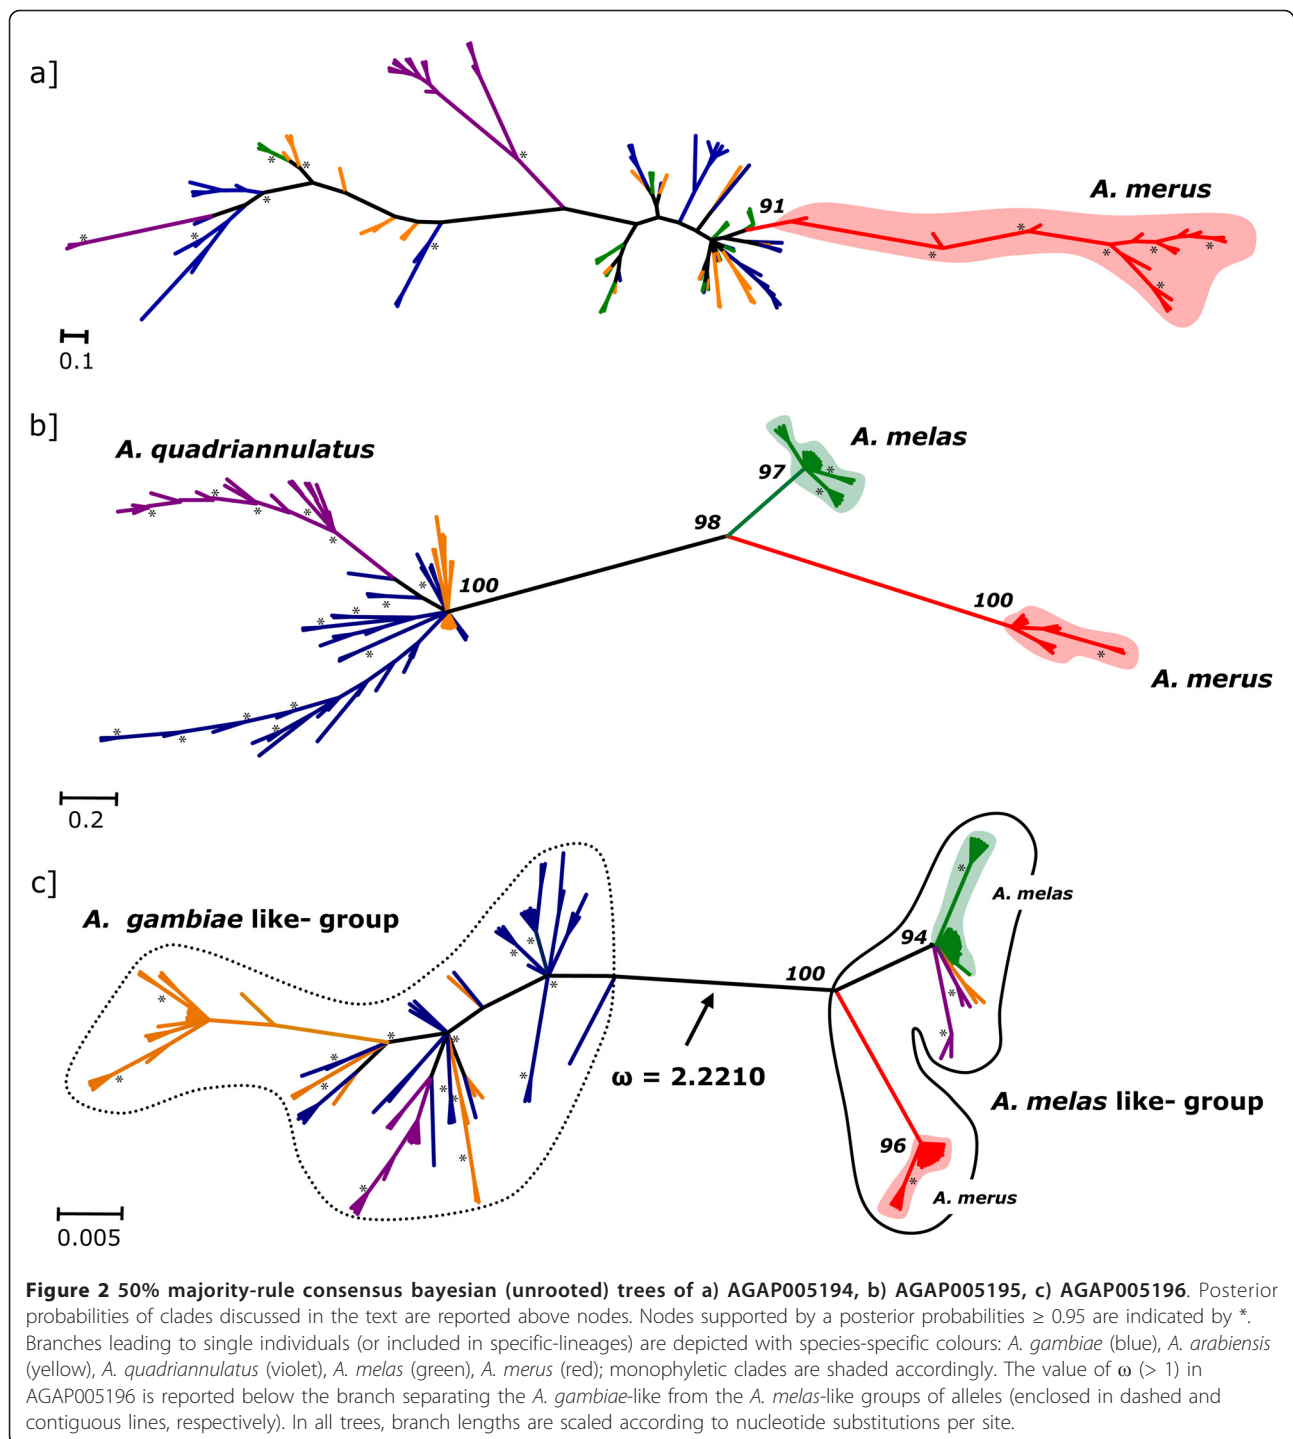 a]
91
A. merus
0.1
b]
A. quadriannulatus
A. melas
97
98
100
100
A. merus
0.2
c]
A. melas
A. gambiae like- group
94
100
ω = 2.2210
A. melas like- group
96
A. merus
0.005
Figure 2 50% majority-rule consensus bayesian (unrooted) trees of a) AGAP005194, b) AGAP005195, c) AGAP005196. Posterior
probabilities of clades discussed in the text are reported above nodes. Nodes supported by a posterior probabilities ≥ 0.95 are indicated by *.
Branches leading to single individuals (or included in specific-lineages) are depicted with species-specific colours: A. gambiae (blue), A. arabiensis
(yellow), A. quadriannulatus (violet), A. melas (green), A. merus (red); monophyletic clades are shaded accordingly. The value of ω (> 1) in
AGAP005196 is reported below the branch separating the A. gambiae-like from the A. melas-like groups of alleles (enclosed in dashed and
contiguous lines, respectively). In all trees, branch lengths are scaled according to nucleotide substitutions per site.